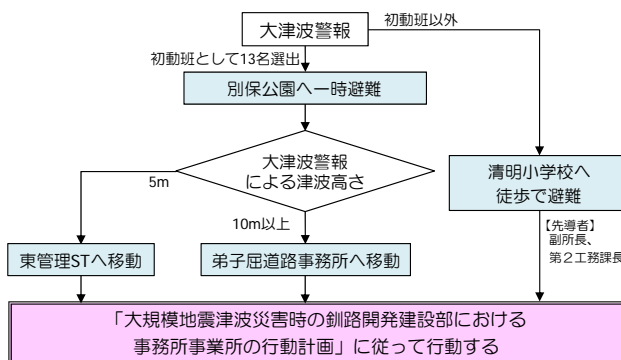 大津波警報
初動班以外
初動班として13名選出
別保公園へ一時避難
大津波警報
による津波高さ
5m
10m以上
清明小学校へ
徒歩で避難
【先導者】
副所長、
第２工務課長
東管理STへ移動
弟子屈道路事務所へ移動
「大規模地震津波災害時の釧路開発建設部における
事務所事業所の行動計画」に従って行動する